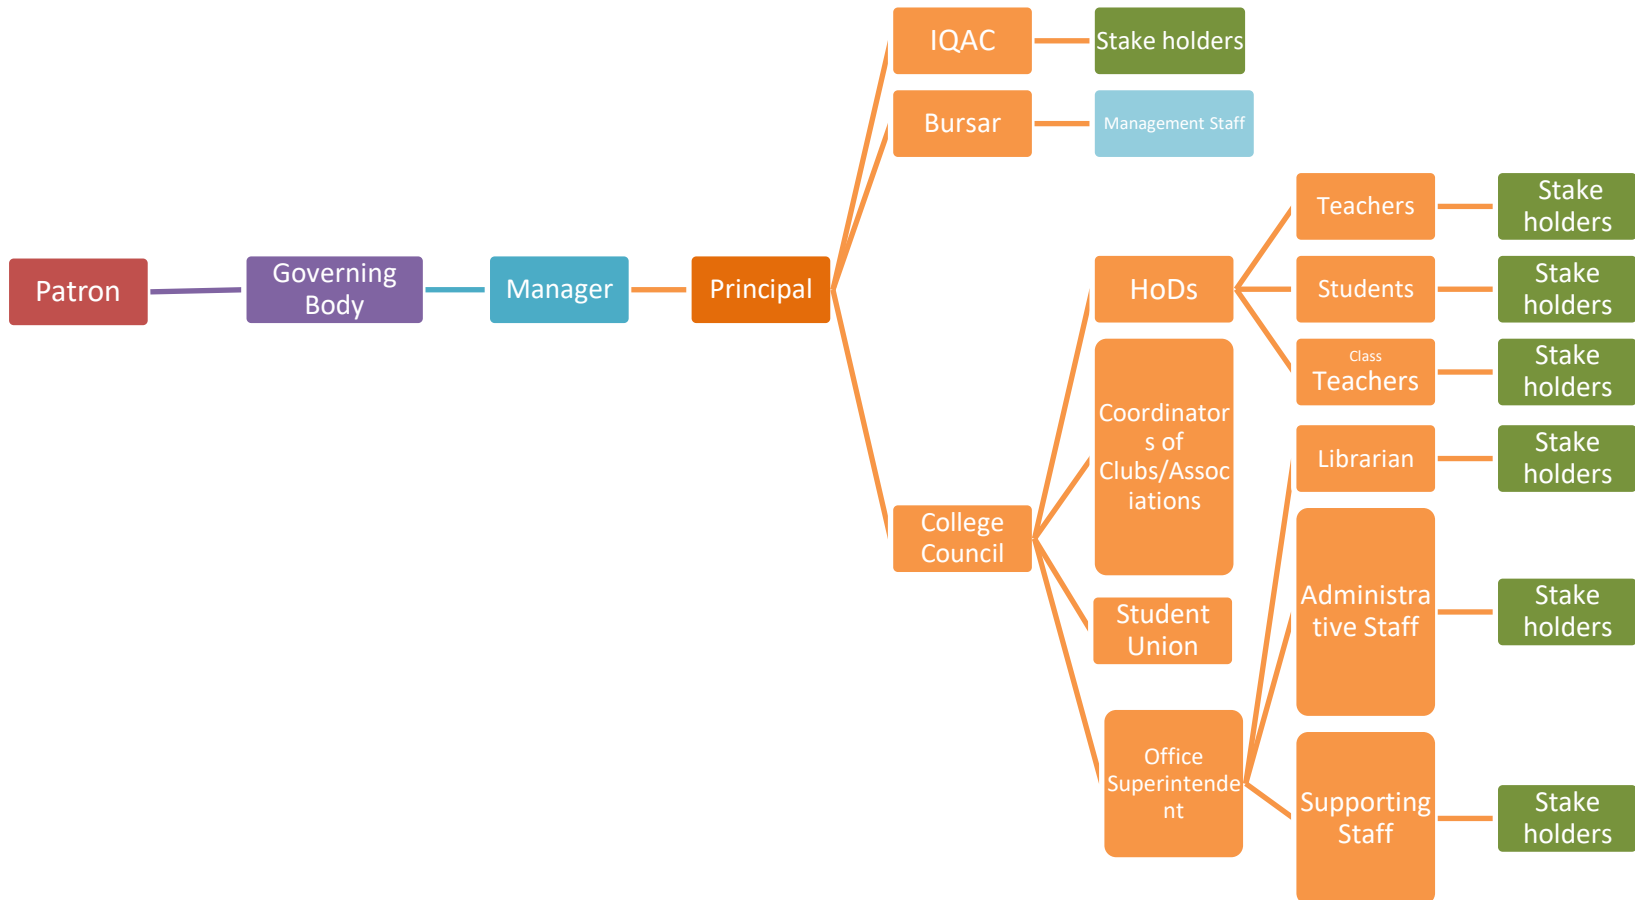 IQAC
Stake holders
Bursar
Management Staff
Patron
Governing
Body
Manager
Principal
College
Council
HoDs
Coordinator
s of
Clubs/Assoc
iations
Student
Union
Office
Superintende
nt
Teachers
Stake
holders
Students
Stake
holders
Class
Teachers
Stake
holders
Librarian
Stake
holders
Administra
tive Staff
Stake
holders
Supporting
Staff
Stake
holders